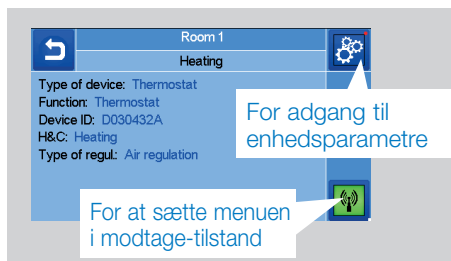 Room 1
Heating
Type of device: Thermostat
Function: Thermostat
Device ID: D030432A
H&C: Heating
Type of regul.: Air regulation
For adgang til
enhedsparametre
For at sætte menuen
i modtage-tilstand